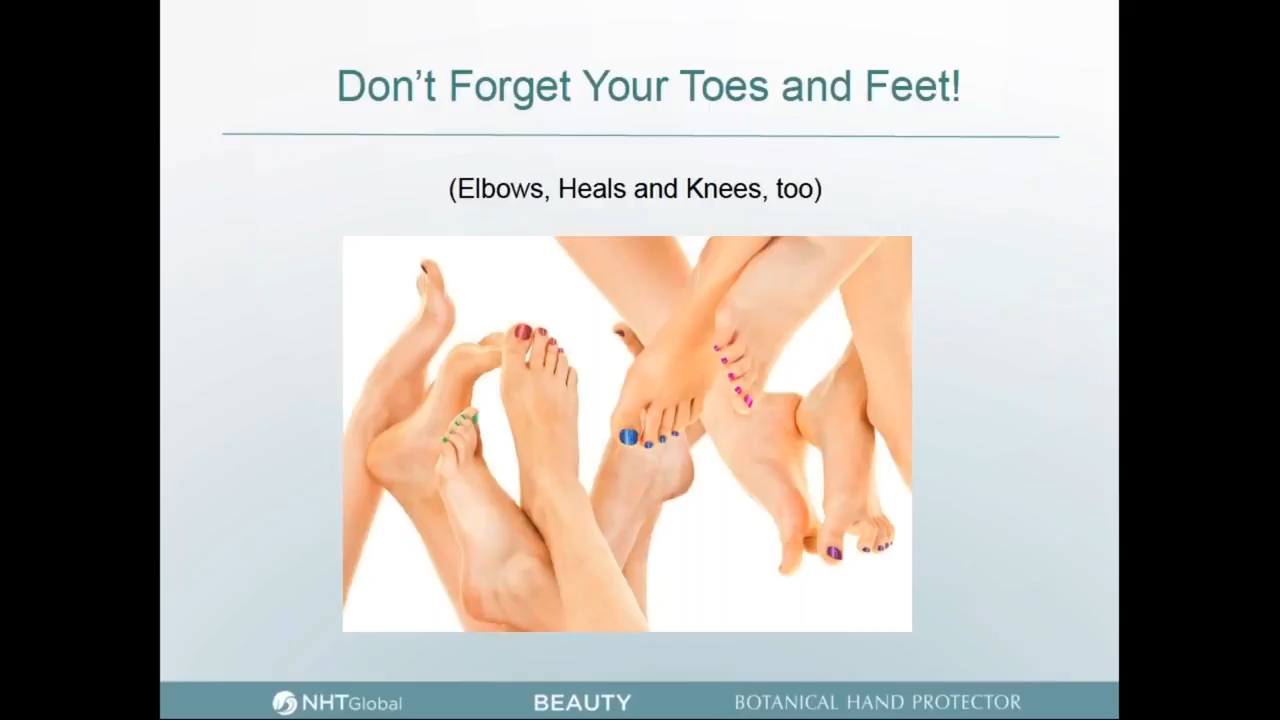 Don't Forget Your Toes and Feet!
(Elbows, Heals and Knees, too)
NHTGlobal BEAUTY BOTANICAL HAND PROTECTOR